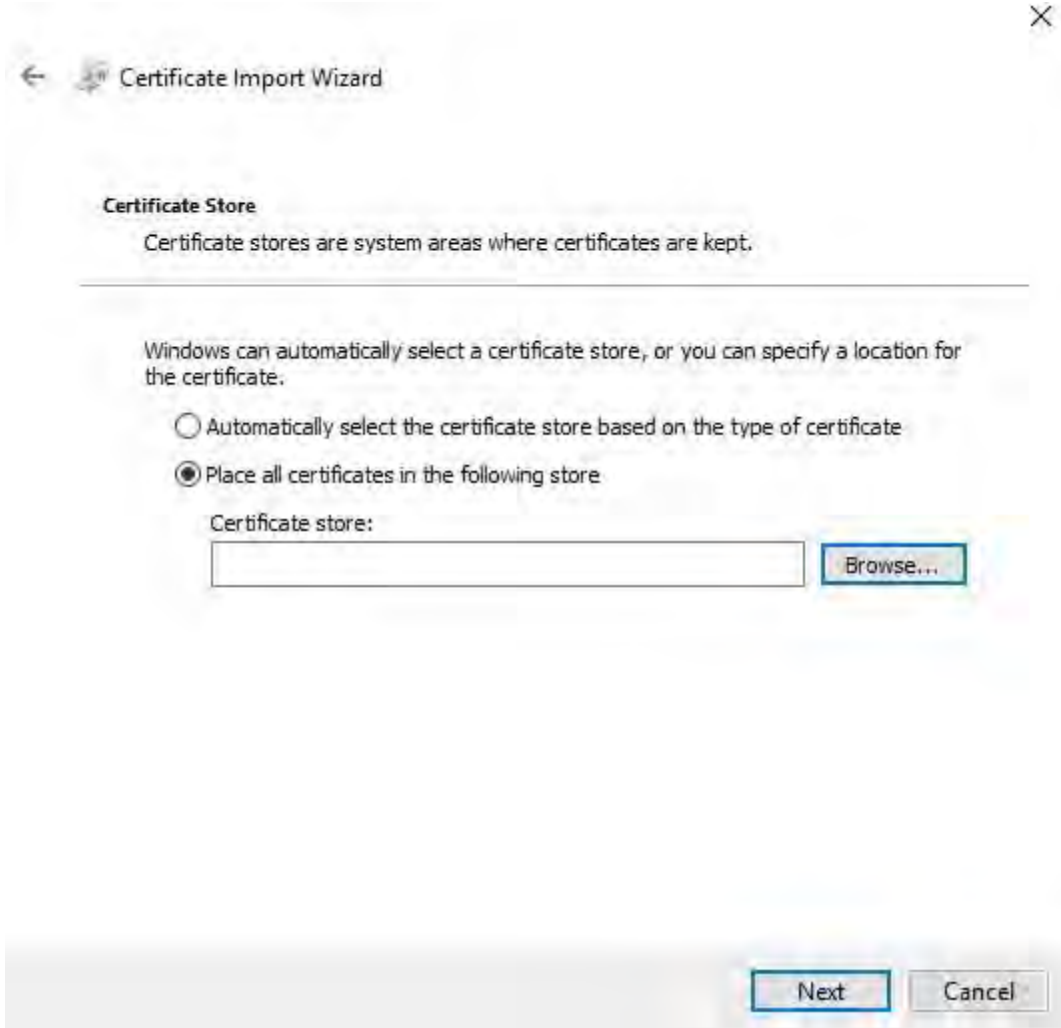 Certificate Import Wizard
Certificate Store
Certificate stores are system areas where certificates are kept.
Windows can automatically select a certificate store, or you can specify a location for
the certificate.
Automatically select the certificate store based on the type of certificate
Place all certificates in the following store
Certificate store:
Browse...
Next
Cancel